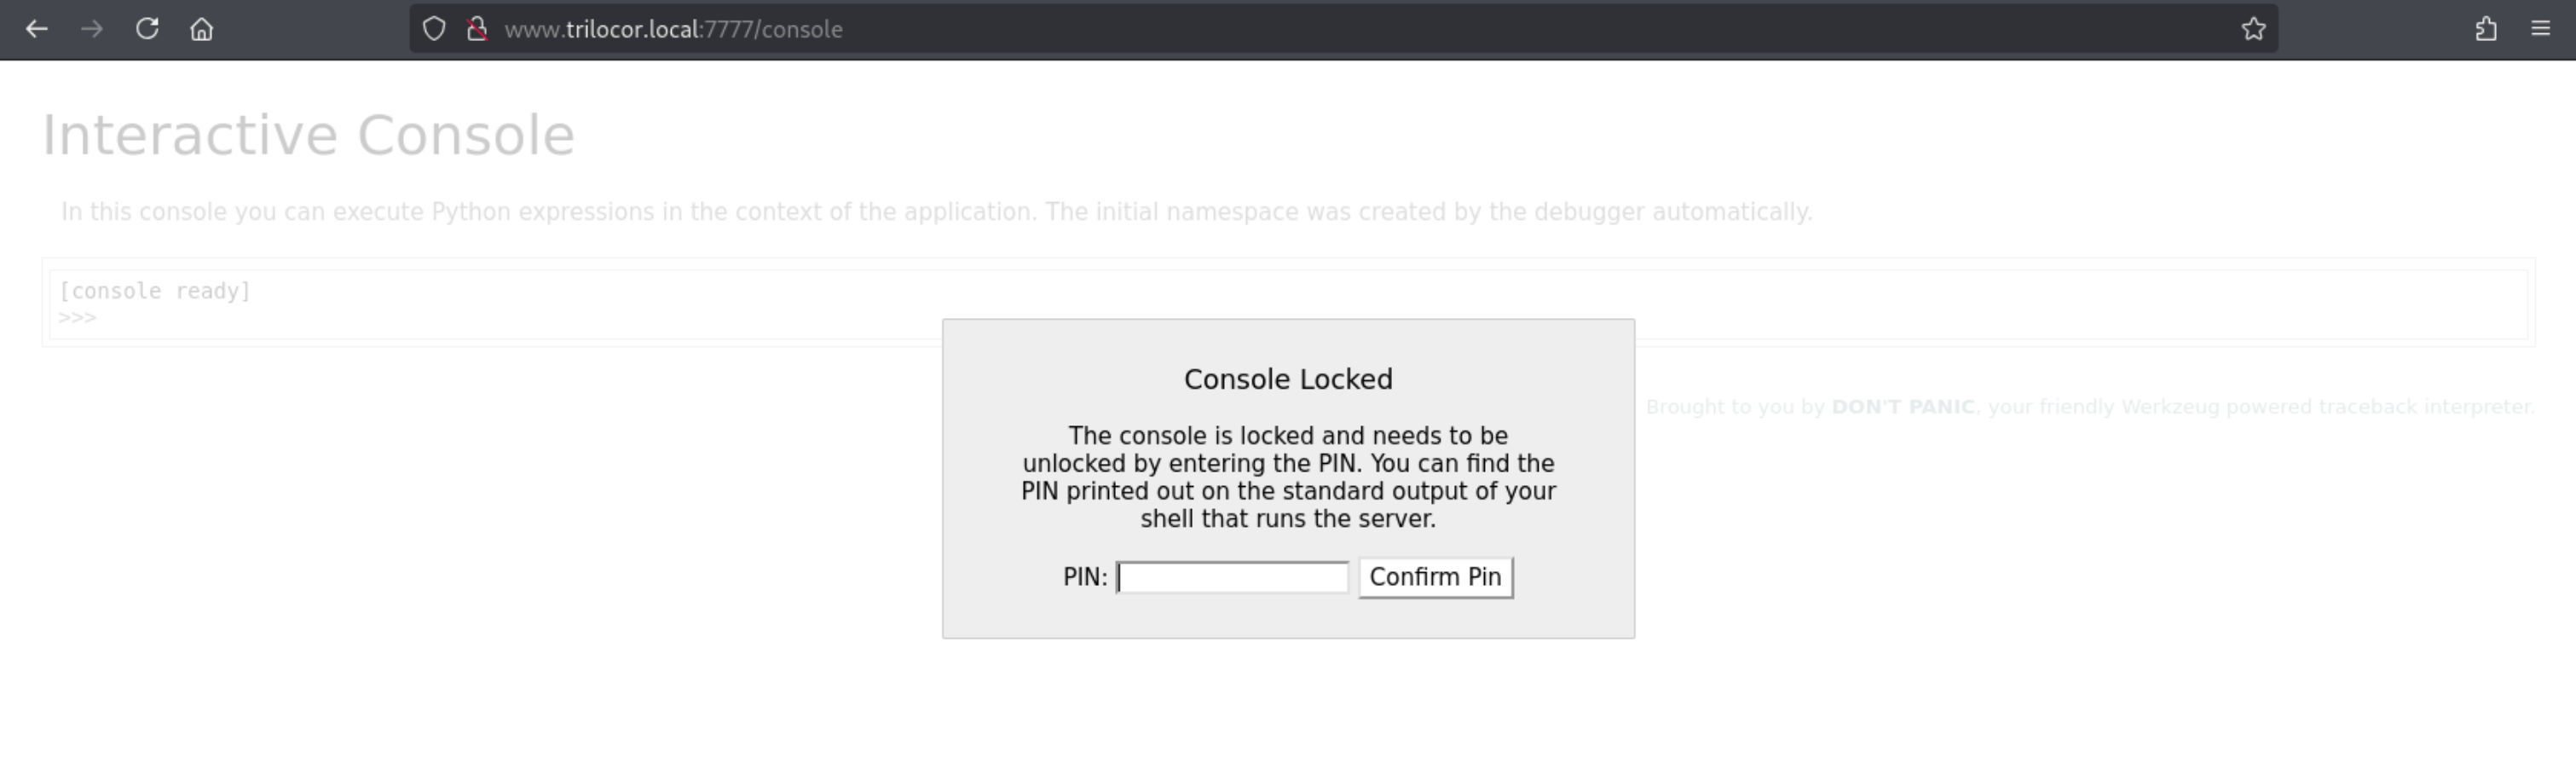 www.trilocor.local:7777/console
Interactive Console
In this console you can execute Python expressions in the context of the application. The initial namespace was created by the debugger automatically.
[console ready]
>>>
Console Locked
The console is locked and needs to be
unlocked by entering the PIN. You can find the
PIN printed out on the standard output of your
shell that runs the server.
PIN: Confirm Pin
Brought to you by DON'T PANIC, your friendly Werkzeug powered traceback interpreter.